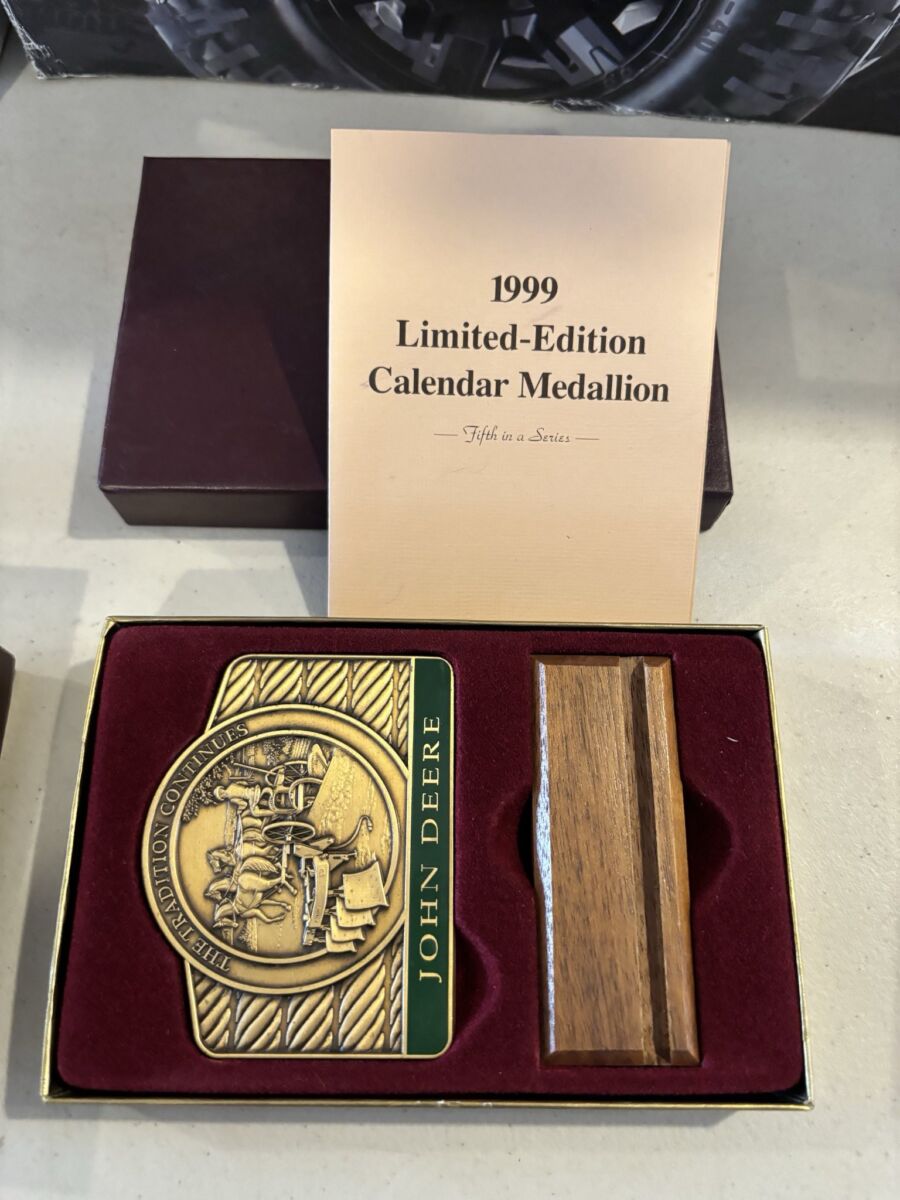 1999
Limited-Edition
Calendar Medallion
— Fifth in a Series —
THE TRADITION CONTINUES
JOHN DEERE